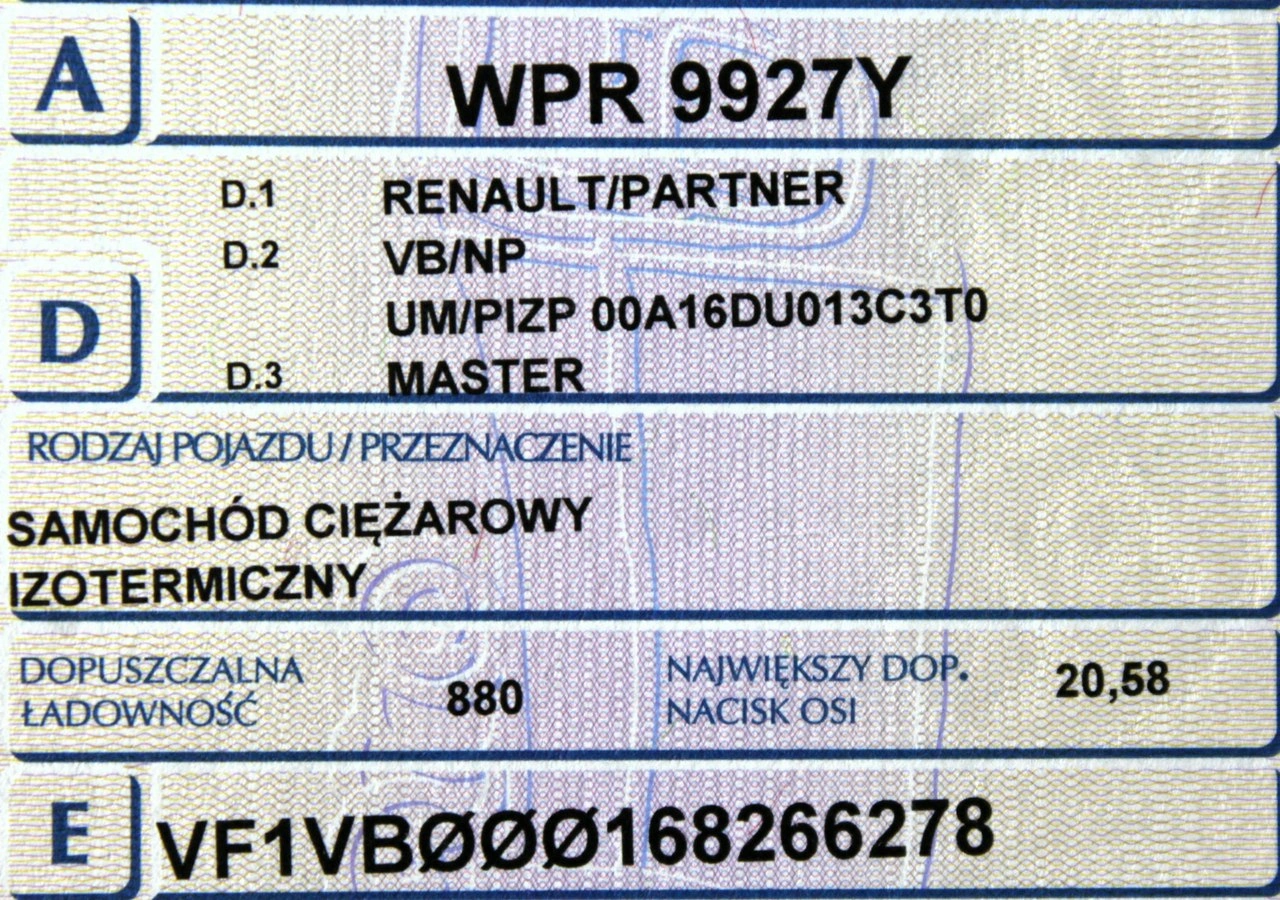 A WPR 9927Y
D.1 RENAULT/PARTNER
D.2 VB/NP
D UM/PIZP 00A16DU013C3T0
D.3 MASTER
RODZAJ POJAZDU / PRZEZNACZENIE
SAMOCHÓD CIĘŻAROWY
IZOTERMICZNY
DOPUSZCZALNA ŁADOWNOŚĆ 880 NAJWIĘKSZY DOP. NACISK OSI 20,58
E VF1VBØØØ168266278